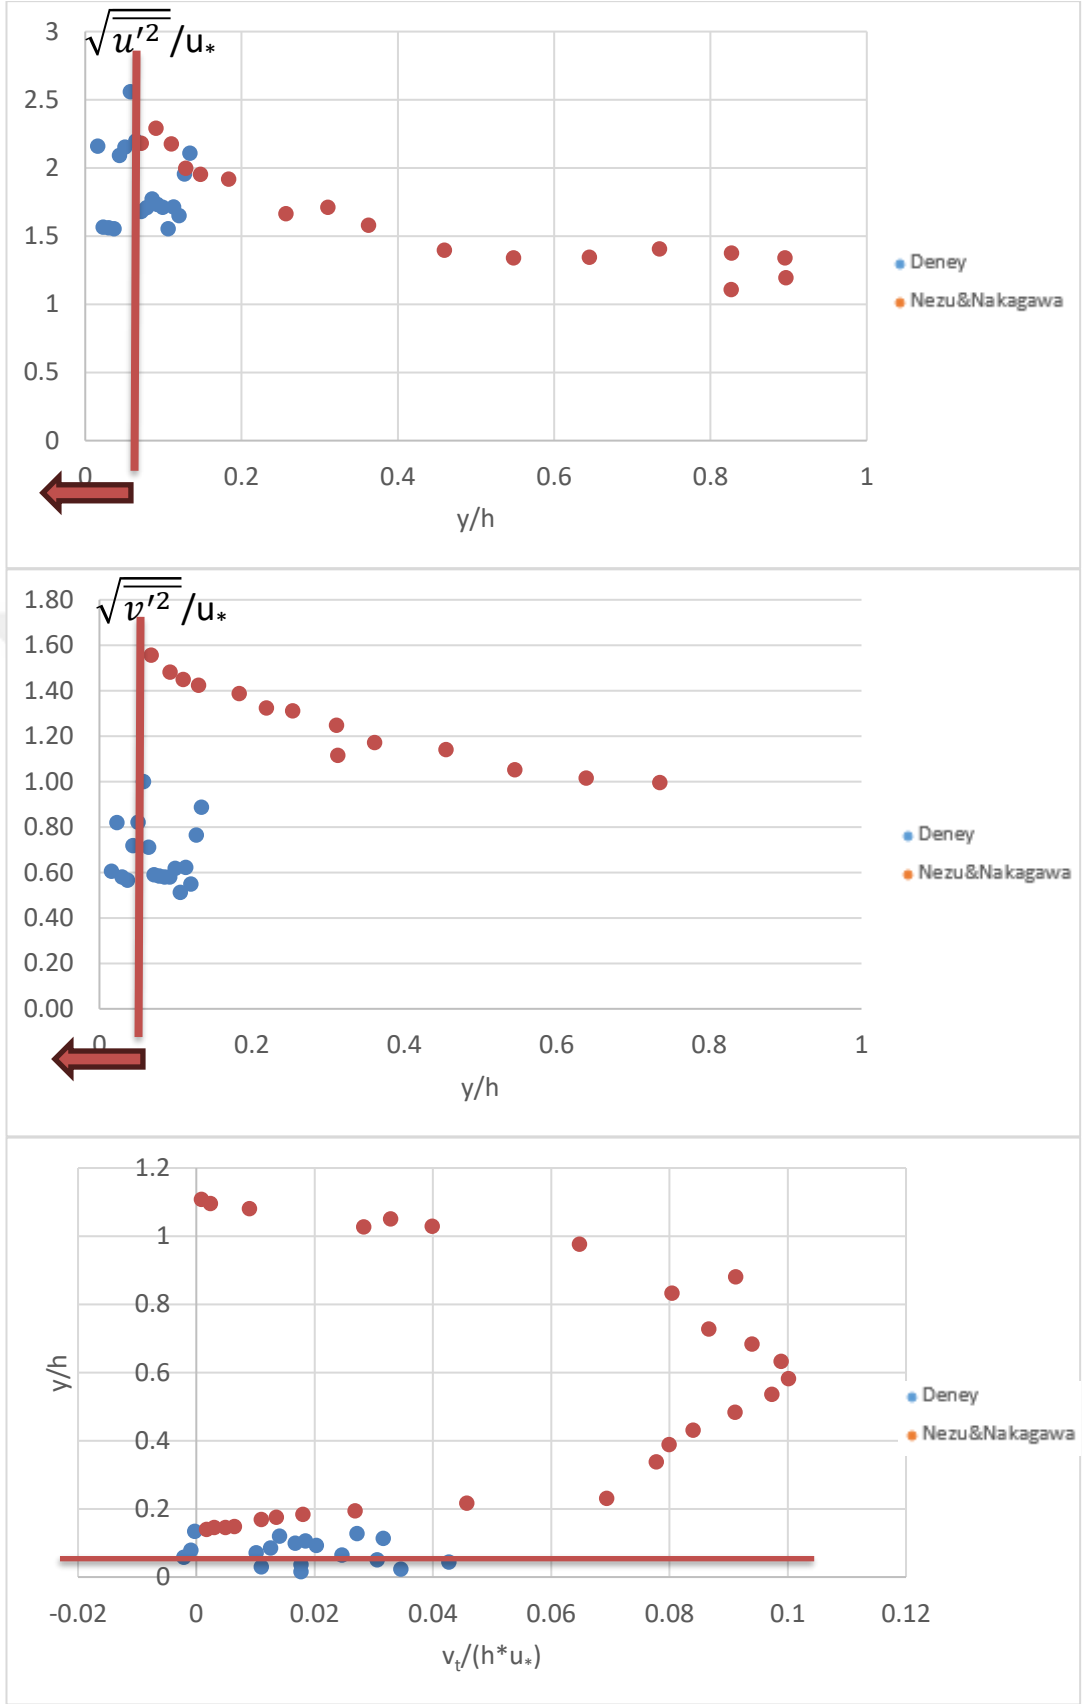 √u′² /u*
3
2.5
2
1.5
1
0.5
0
0 0.2 0.4 0.6 0.8 1
y/h
Deney
Nezu&Nakagawa
√v′² /u*
1.80
1.60
1.40
1.20
1.00
0.80
0.60
0.40
0.20
0.00
0 0.2 0.4 0.6 0.8 1
y/h
Deney
Nezu&Nakagawa
y/h
1.2
1
0.8
0.6
0.4
0.2
0
-0.02 0 0.02 0.04 0.06 0.08 0.1 0.12
vₜ/(h*u*)
Deney
Nezu&Nakagawa